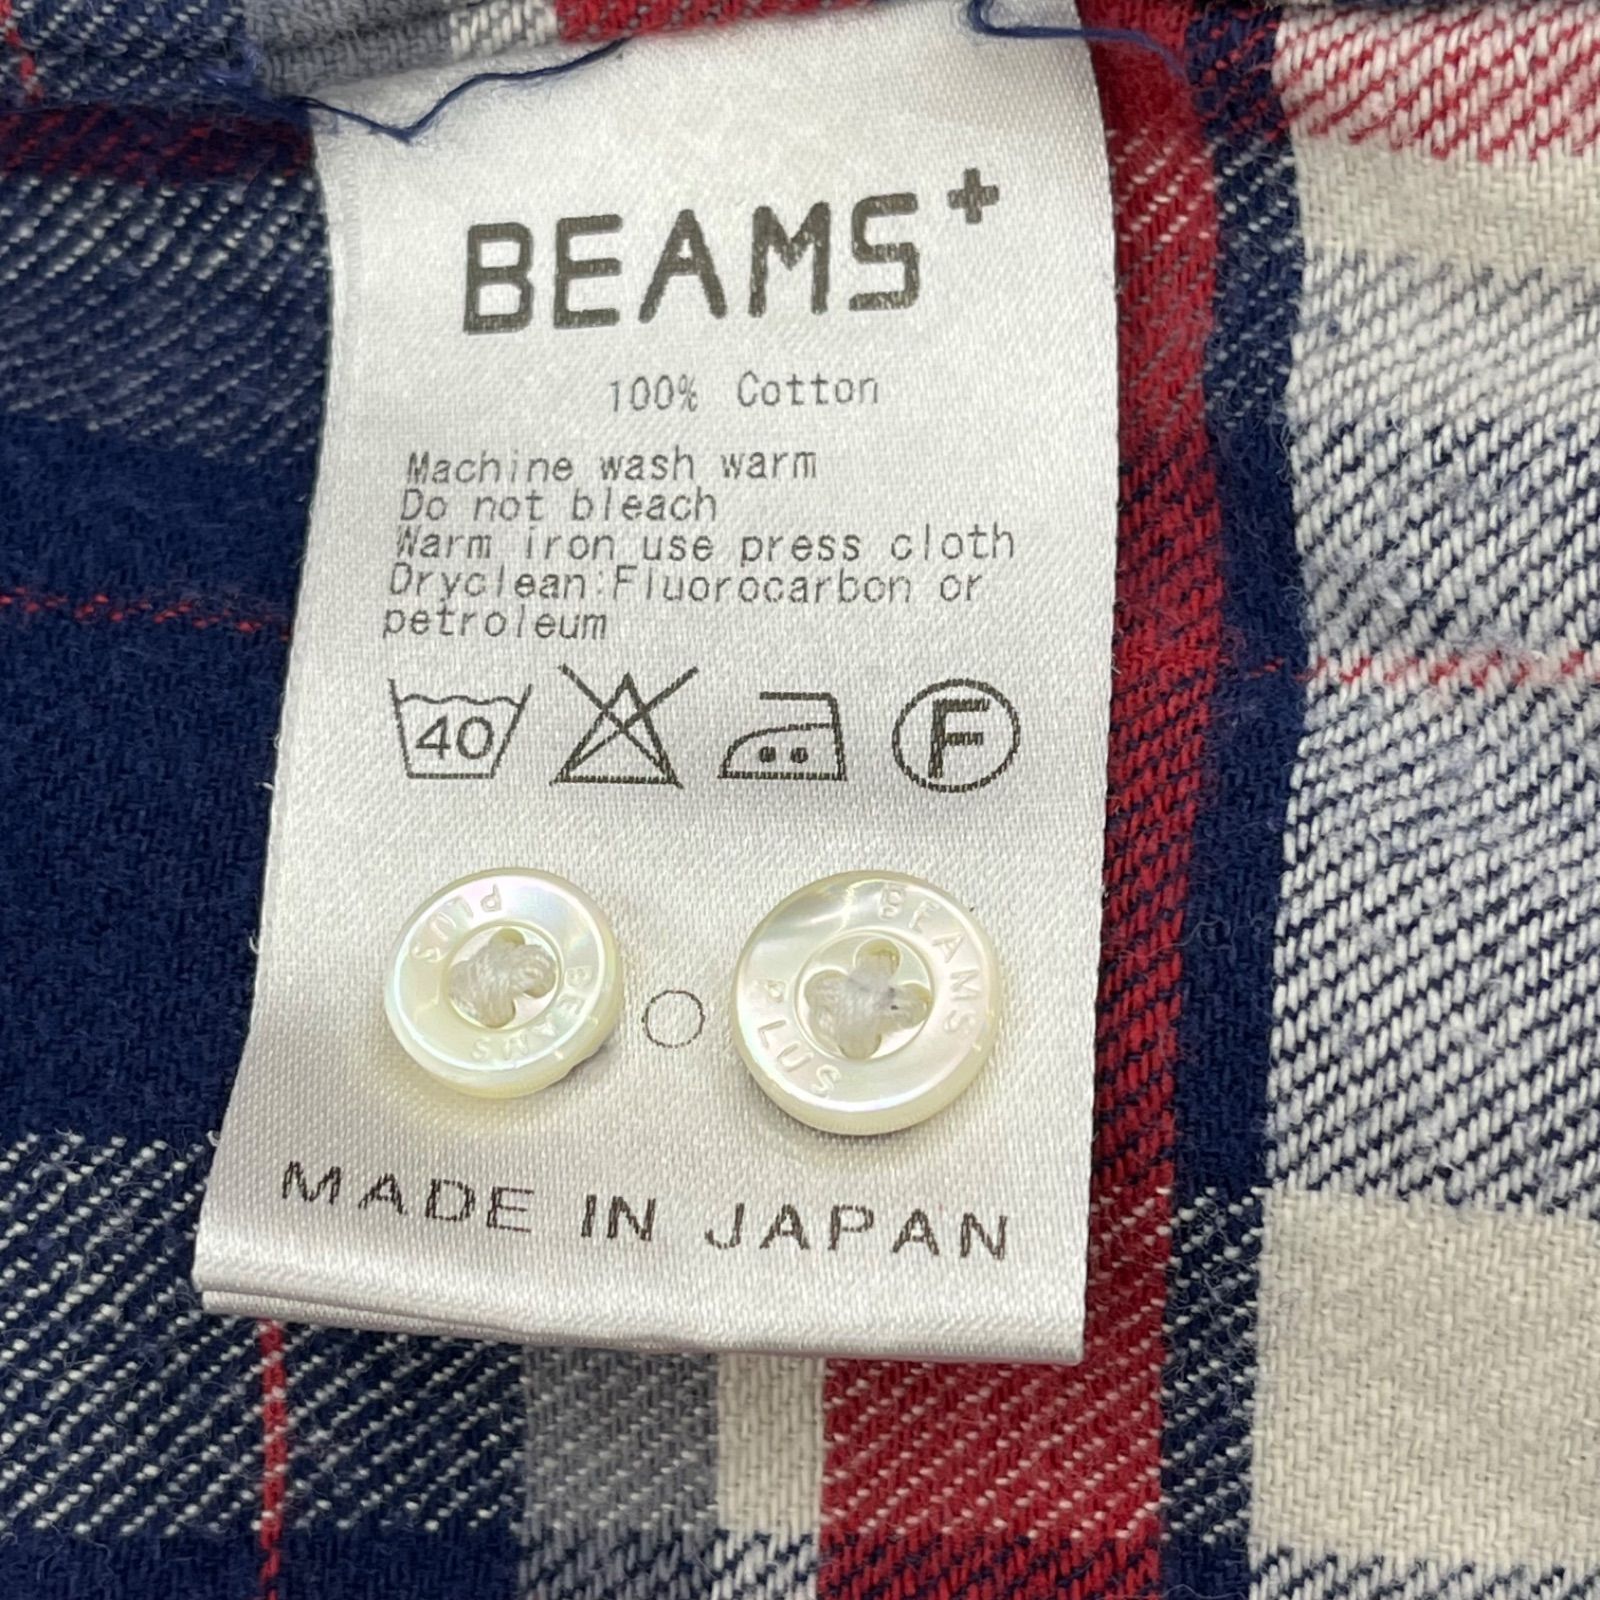 BEAMS+
100% Cotton
Machine wash warm
Do not bleach
Warm iron use press cloth
Dryclean:Fluorocarbon or
petroleum
40
F
BEAMS PLUS
BEAMS PLUS
MADE IN JAPAN